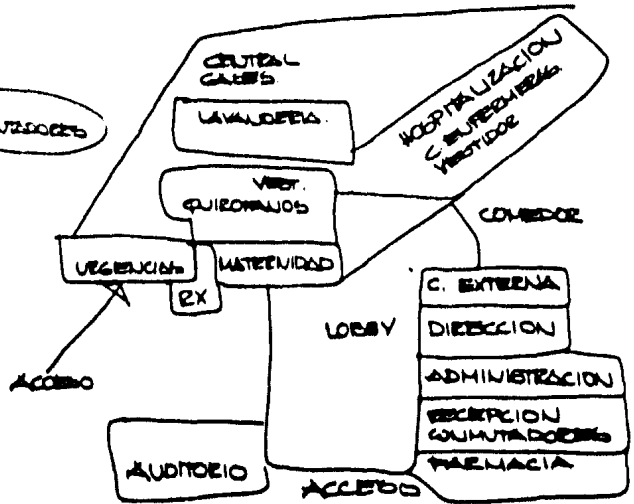 CENTRAL
GASES
LAVANDERIA.
HOSPITALIZACION
C. ENFERMERAS.
VESTIDOR
VEST.
QUIROFANOS
COMEDOR
URGENCIAS
MATERNIDAD
RX
C. EXTERNA
LOBBY
DIRECCION
ACCESO
ADMINISTRACION
RECEPCION
CONMUTADORES
AUDITORIO
FARMACIA
ACCESO